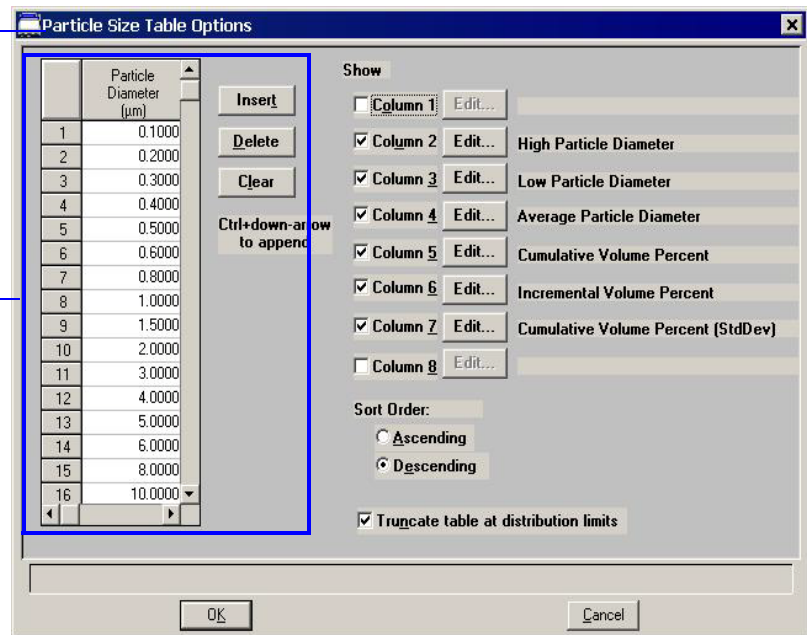 Particle Size Table Options
Particle
Diameter
(µm)
1 0.1000
2 0.2000
3 0.3000
4 0.4000
5 0.5000
6 0.6000
7 0.8000
8 1.0000
9 1.5000
10 2.0000
11 3.0000
12 4.0000
13 5.0000
14 6.0000
15 8.0000
16 10.0000
Insert
Delete
Clear
Ctrl+down-arrow
to append
Show
Column 1 Edit...
Column 2 Edit... High Particle Diameter
Column 3 Edit... Low Particle Diameter
Column 4 Edit... Average Particle Diameter
Column 5 Edit... Cumulative Volume Percent
Column 6 Edit... Incremental Volume Percent
Column 7 Edit... Cumulative Volume Percent (StdDev)
Column 8 Edit...
Sort Order:
Ascending
Descending
Truncate table at distribution limits
OK
Cancel